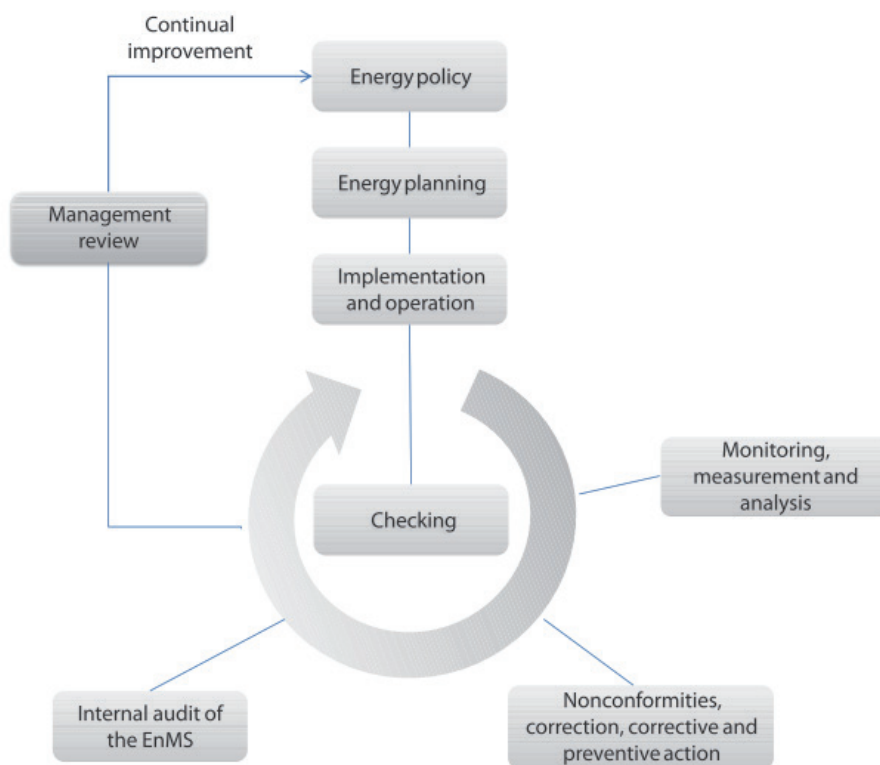 Continual
improvement
Energy policy
Energy planning
Management
review
Implementation
and operation
Monitoring,
measurement and
analysis
Checking
Internal audit of
the EnMS
Nonconformities,
correction, corrective and
preventive action